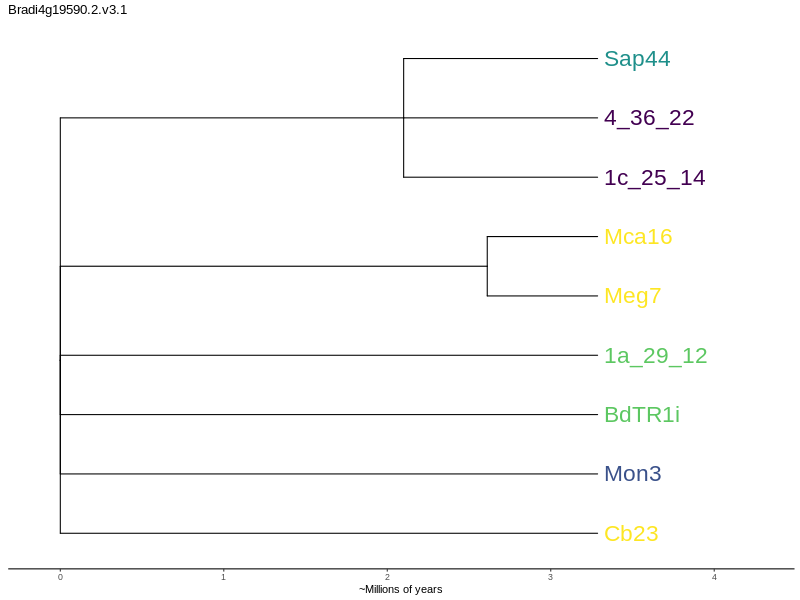 Bradi4g19590.2.v3.1
Sap44
4_36_22
1c_25_14
Mca16
Meg7
1a_29_12
BdTR1i
Mon3
Cb23
0 1 2 3 4
~Millions of years